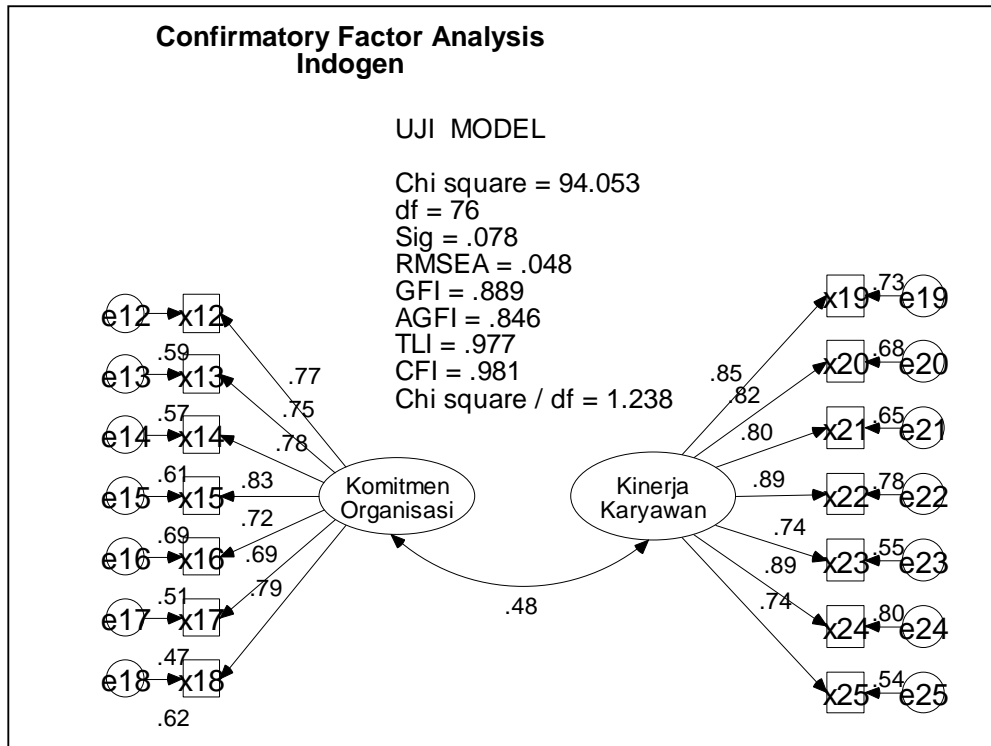 Confirmatory Factor Analysis
Indogen
UJI MODEL
Chi square = 94.053
df = 76
Sig = .078
RMSEA = .048
GFI = .889
AGFI = .846
TLI = .977
CFI = .981
Chi square / df = 1.238
e12 x12
.59
e13 x13
.57
e14 x14
.61
e15 x15
.69
e16 x16
.51
e17 x17
.47
e18 x18
.62
.77
.75
.78
.83
.72
.69
.79
Komitmen
Organisasi
.48
Kinerja
Karyawan
.85
.82
.80
.89
.74
.89
.74
x19 .73 e19
x20 .68 e20
x21 .65 e21
x22 .78 e22
x23 .55 e23
x24 .80 e24
x25 .54 e25